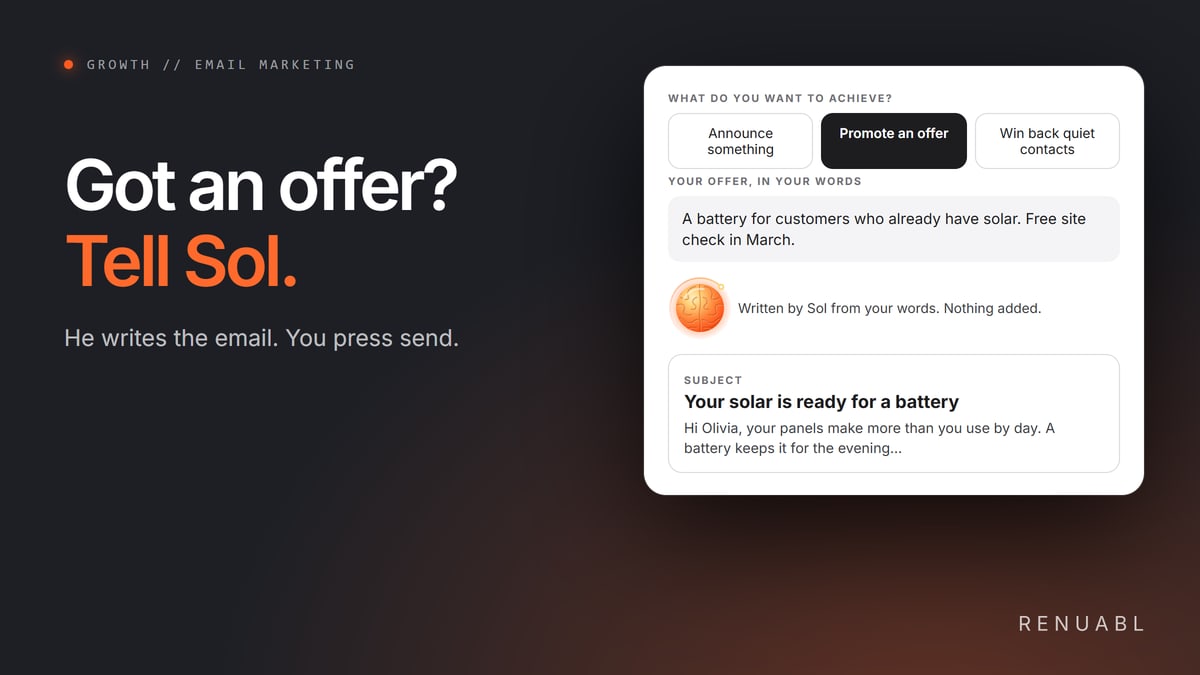 GROWTH // EMAIL MARKETING
Got an offer?
Tell Sol.
He writes the email. You press send.
WHAT DO YOU WANT TO ACHIEVE?
Announce
something
Promote an offer
Win back quiet
contacts
YOUR OFFER, IN YOUR WORDS
A battery for customers who already have solar. Free site
check in March.
Written by Sol from your words. Nothing added.
SUBJECT
Your solar is ready for a battery
Hi Olivia, your panels make more than you use by day. A
battery keeps it for the evening...
RENUABL